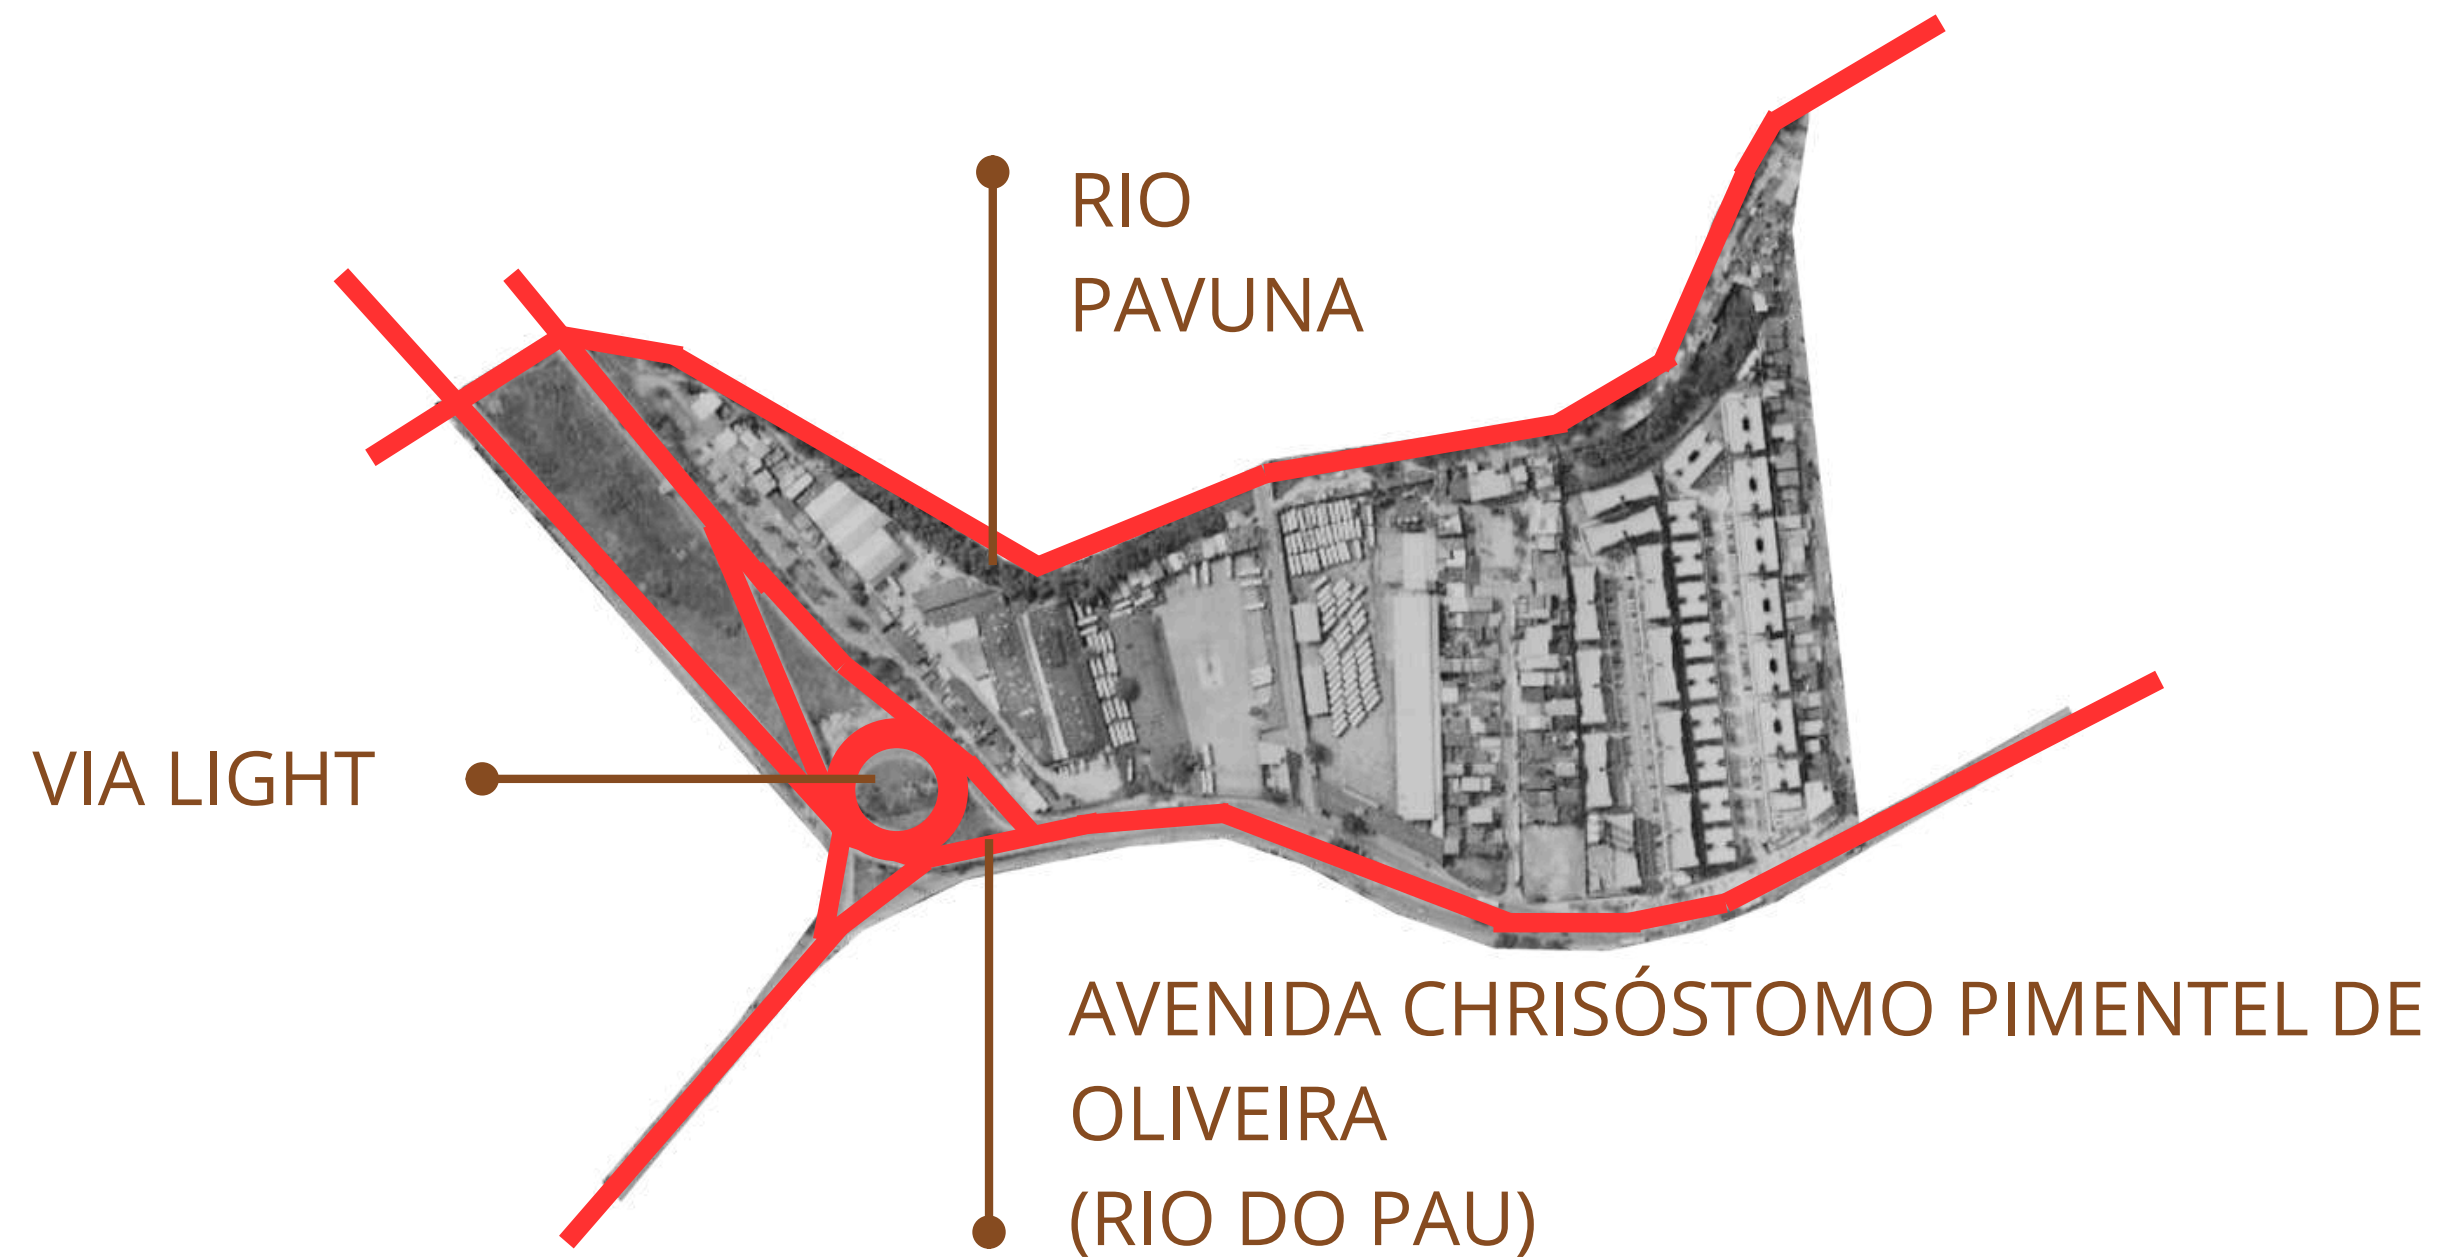 RIO
PAVUNA
VIA LIGHT
AVENIDA CHRISÓSTOMO PIMENTEL DE
OLIVEIRA
(RIO DO PAU)